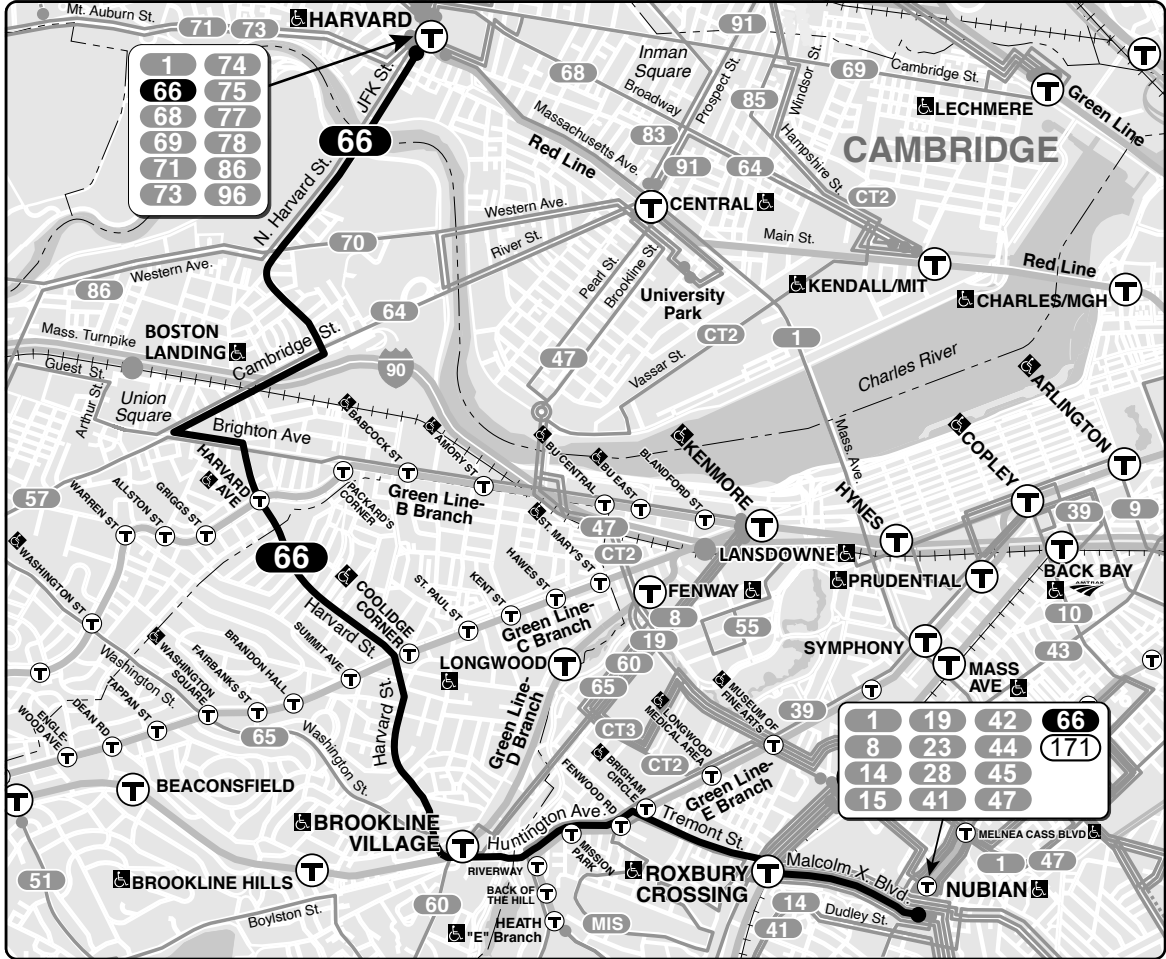 Mt. Auburn St.
71
73
HARVARD
T
91
Inman
Square
68
Broadway
Prospect St.
85
Windsor St.
69
Cambridge St.
T
T
LECHMERE
Green Line
1 74
66 75
68 77
69 78
71 86
73 96
JFK St.
66
N. Harvard St.
Massachusetts Ave.
Red Line
83
91
64
Hampshire St.
CAMBRIDGE
CT2
T
CENTRAL
Western Ave.
River St.
70
Main St.
T
Red Line
KENDALL/MIT
CHARLES/MGH
T
Western Ave.
86
Pearl St.
Brookline St.
University
Park
64
CT2
1
BOSTON
LANDING
Mass. Turnpike
Cambridge St.
90
47
Vassar St.
Charles River
Guest St.
Arthur St.
Union
Square
Brighton Ave
BABCOCK ST
AMORY ST
BU CENTRAL
BU EAST
BLANDFORD ST
KENMORE
Mass. Ave.
COPLEY
ARLINGTON
T
HARVARD
AVE
T
T
T
T
PACKARD'S
CORNER
Green Line-
B Branch
T
T
T
T
HYNES
T
T
39
9
57
WARREN ST
ALLSTON ST
GRIGGS ST
T
T
T
47
CT2
LANSDOWNE
T
BACK BAY
AMTRAK
66
WASHINGTON ST
T
ST. MARY'S ST
HAWES ST
KENT ST
ST. PAUL ST
T
T
T
T
Green Line-
C Branch
T
FENWAY
PRUDENTIAL
T
8
55
19
10
COOLIDGE
CORNER
T
Harvard St.
SUMMIT AVE
T
LONGWOOD
T
60
SYMPHONY
T
T
MASS
AVE
43
T
T
WASHINGTON
SQUARE
FAIRBANKS ST
BRANDON HALL
T
T
T
Washington St.
TAPPAN ST
DEAN RD
ENGLE-
WOOD AVE
T
T
T
T
65
Washington St.
Harvard St.
Green Line-
D Branch
65
CT3
CT2
LONGWOOD
MEDICAL AREA
T
MUSEUM OF
FINE ARTS
T
39
T
1 19 42 66
8 23 44 171
14 28 45
15 41 47
T
T
BEACONSFIELD
BRIGHAM
CIRCLE
T
FENWOOD RD
T
Green Line-
E Branch
BROOKLINE
VILLAGE
T
Huntington Ave.
Tremont St.
T
MISSION
PARK
RIVERWAY
T
T
MELNEA CASS BLVD
1
47
51
T
BROOKLINE HILLS
ROXBURY
CROSSING
T
Malcolm X. Blvd.
T
NUBIAN
Boylston St.
60
BACK OF
THE HILL
T
HEATH
"E" Branch
T
MIS
14
41
Dudley St.